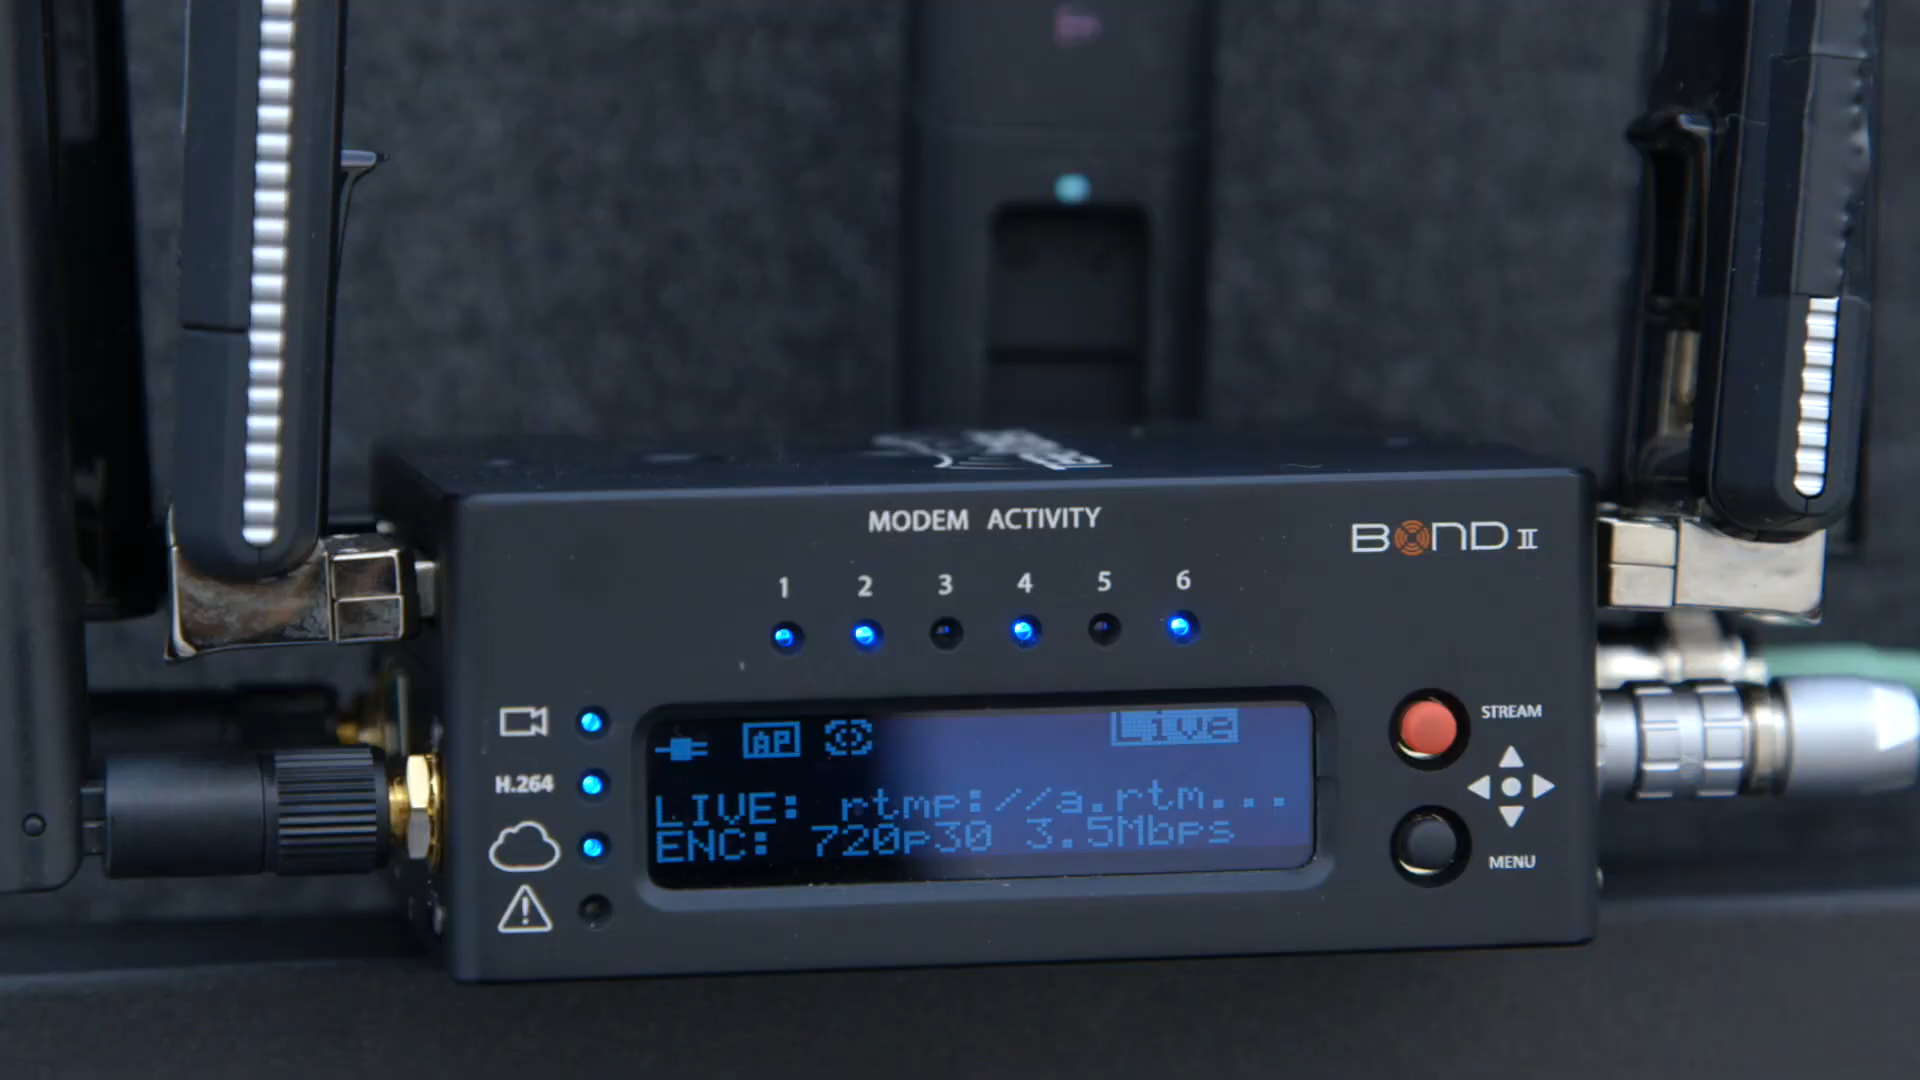 MODEM ACTIVITY
BOND II
1 2 3 4 5 6
STREAM
AP
Live
H.264
LIVE: rtmp://a.rtm...
ENC: 720p30 3.5Mbps
MENU